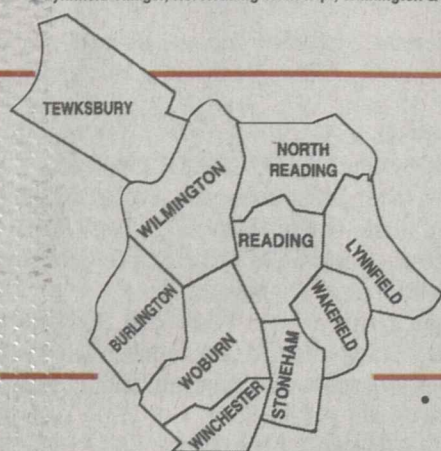 TEWKSBURY
NORTH
READING
WILMINGTON
READING
LYNNFIELD
BURLINGTON
WAKEFIELD
WOBURN
STONEHAM
WINCHESTER